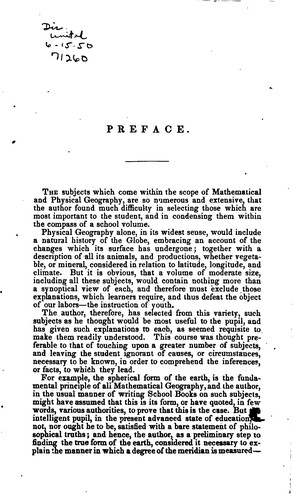 Div.
united
6-15-50
71260
PREFACE.
THE subjects which come within the scope of Mathematical
and Physical Geography, are so numerous and extensive, that
the author found much difficulty in selecting those which are
most important to the student, and in condensing them within
the compass of a school volume.
Physical Geography alone, in its widest sense, would include
a natural history of the Globe, embracing an account of the
changes which its surface has undergone; together with a
description of all its animals, and productions, whether vegeta-
ble, or mineral, considered in relation to latitude, longitude, and
climate. But it is obvious, that a volume of moderate size,
including all these subjects, would contain nothing more than
a synoptical view of each, and therefore must exclude those
explanations, which learners require, and thus defeat the object
of our labors—the instruction of youth.
The author, therefore, has selected from this variety, such
subjects as he thought would be most useful to the pupil, and
has given such explanations to each, as seemed requisite to
make them readily understood. This course was thought pre-
ferable to that of touching upon a greater number of subjects,
and leaving the student ignorant of causes, or circumstances,
necessary to be known, in order to comprehend the inferences,
or facts, to which they lead.
For example, the spherical form of the earth, is the funda-
mental principle of all Mathematical Geography, and the author,
in the usual manner of writing School Books on such subjects,
might have assumed that this is its form, or have quoted, in few
words, various authorities, to prove that this is the case. But
intelligent pupil, in the present advanced state of education,
not, nor ought he to be, satisfied with a bare statement of philo-
sophical truths; and hence, the author, as a preliminary step to
finding the true form of the earth, considered it necessary to ex-
plain the manner in which a degree of the meridian is measured—